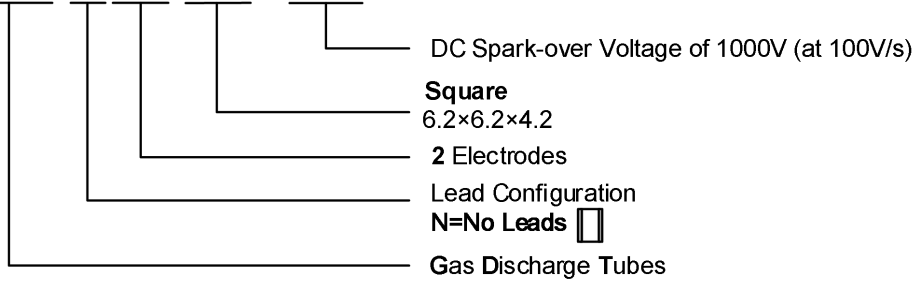 DC Spark-over Voltage of 1000V (at 100V/s)
Square
6.2×6.2×4.2
2 Electrodes
Lead Configuration
N=No Leads
Gas Discharge Tubes